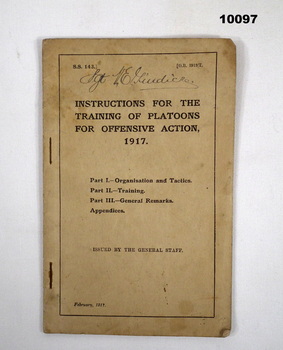 10097
S.S. 143.
Sgt
INSTRUCTIONS FOR THE
TRAINING OF PLATOONS
FOR OFFENSIVE ACTION,
1917.
Part I.—Organisation and Tactics.
Part II.—Training.
Part III.—General Remarks.
Appendices.
ISSUED BY THE GENERAL STAFF.
February, 1917.